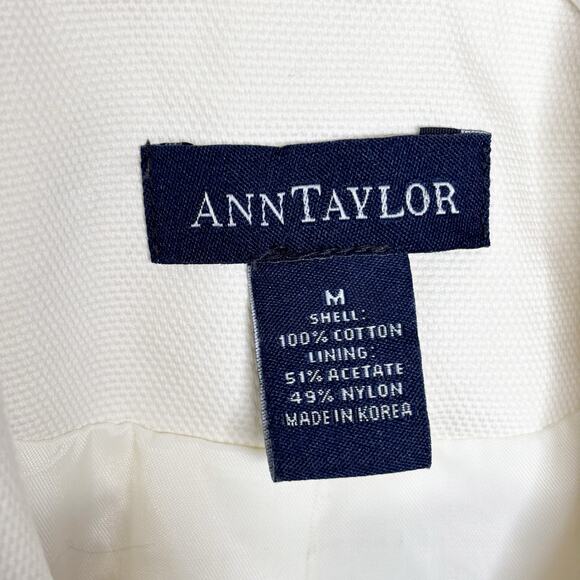 ANNTAYLOR
M
SHELL:
100% COTTON
LINING:
51% ACETATE
49% NYLON
MADE IN KOREA